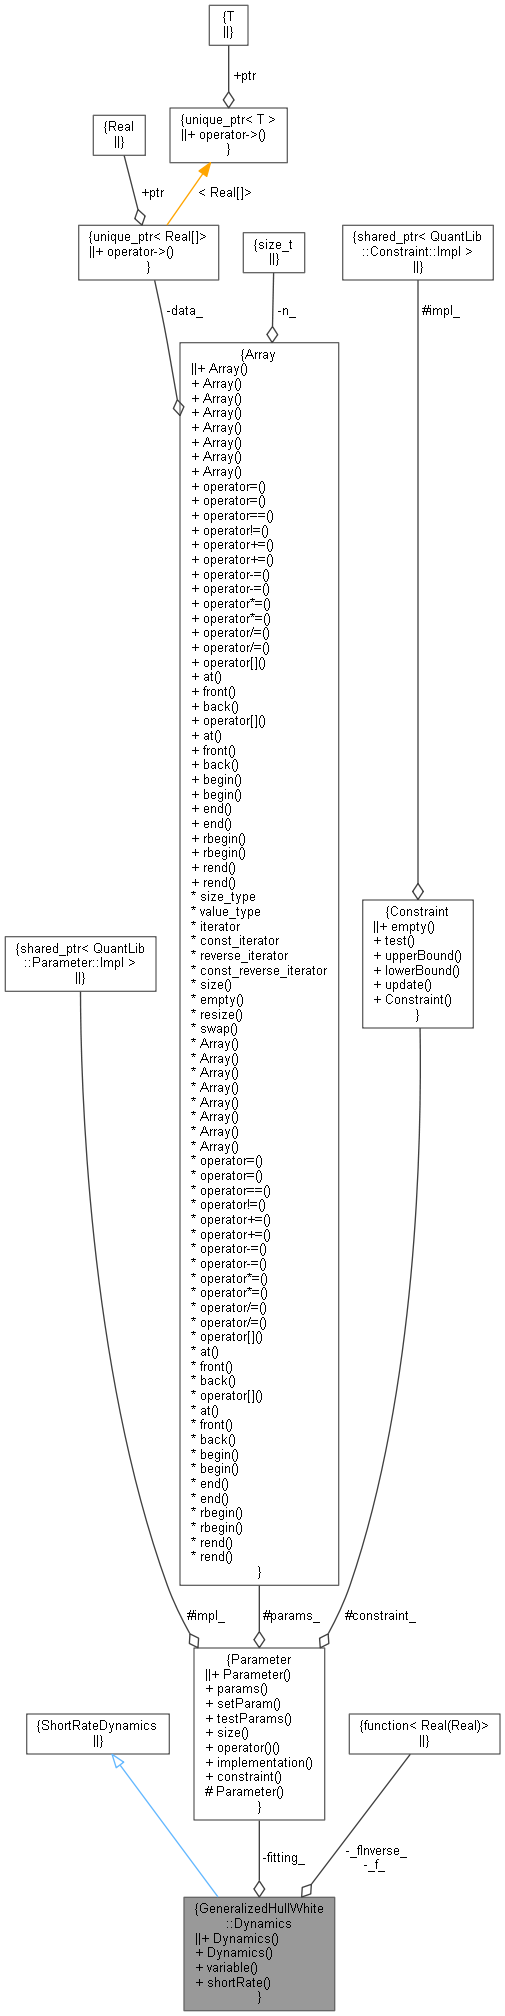 {T
||}
+ptr
{Real
||}
{unique_ptr< T >
||+ operator->()
}
+ptr
< Real[]>
{unique_ptr< Real[]>
||+ operator->()
}
{size_t
||}
{shared_ptr< QuantLib
::Constraint::Impl >
||}
-data_
-n_
#impl_
{Array
||+ Array()
+ Array()
+ Array()
+ Array()
+ Array()
+ Array()
+ Array()
+ Array()
+ operator=()
+ operator=()
+ operator==()
+ operator!=()
+ operator+=()
+ operator+=()
+ operator-=()
+ operator-=()
+ operator*=()
+ operator*=()
+ operator/=()
+ operator/=()
+ operator[]()
+ at()
+ front()
+ back()
+ operator[]()
+ at()
+ front()
+ back()
+ begin()
+ begin()
+ end()
+ end()
+ rbegin()
+ rbegin()
+ rend()
+ rend()
* size_type
* value_type
* iterator
* const_iterator
* reverse_iterator
* const_reverse_iterator
* size()
* empty()
* resize()
* swap()
* Array()
* Array()
* Array()
* Array()
* Array()
* Array()
* Array()
* Array()
* operator=()
* operator=()
* operator==()
* operator!=()
* operator+=()
* operator+=()
* operator-=()
* operator-=()
* operator*=()
* operator*=()
* operator/=()
* operator/=()
* operator[]()
* at()
* front()
* back()
* operator[]()
* at()
* front()
* back()
* begin()
* begin()
* end()
* end()
* rbegin()
* rbegin()
* rend()
* rend()
}
{Constraint
||+ empty()
+ test()
+ upperBound()
+ lowerBound()
+ update()
+ Constraint()
}
{shared_ptr< QuantLib
::Parameter::Impl >
||}
#impl_
#params_
#constraint_
{Parameter
||+ Parameter()
+ params()
+ setParam()
+ testParams()
+ size()
+ operator()()
+ implementation()
+ constraint()
# Parameter()
}
{ShortRateDynamics
||}
{function< Real(Real)>
||}
-fitting_
-_fInverse_
-_f_
{GeneralizedHullWhite
::Dynamics
||+ Dynamics()
+ Dynamics()
+ variable()
+ shortRate()
}